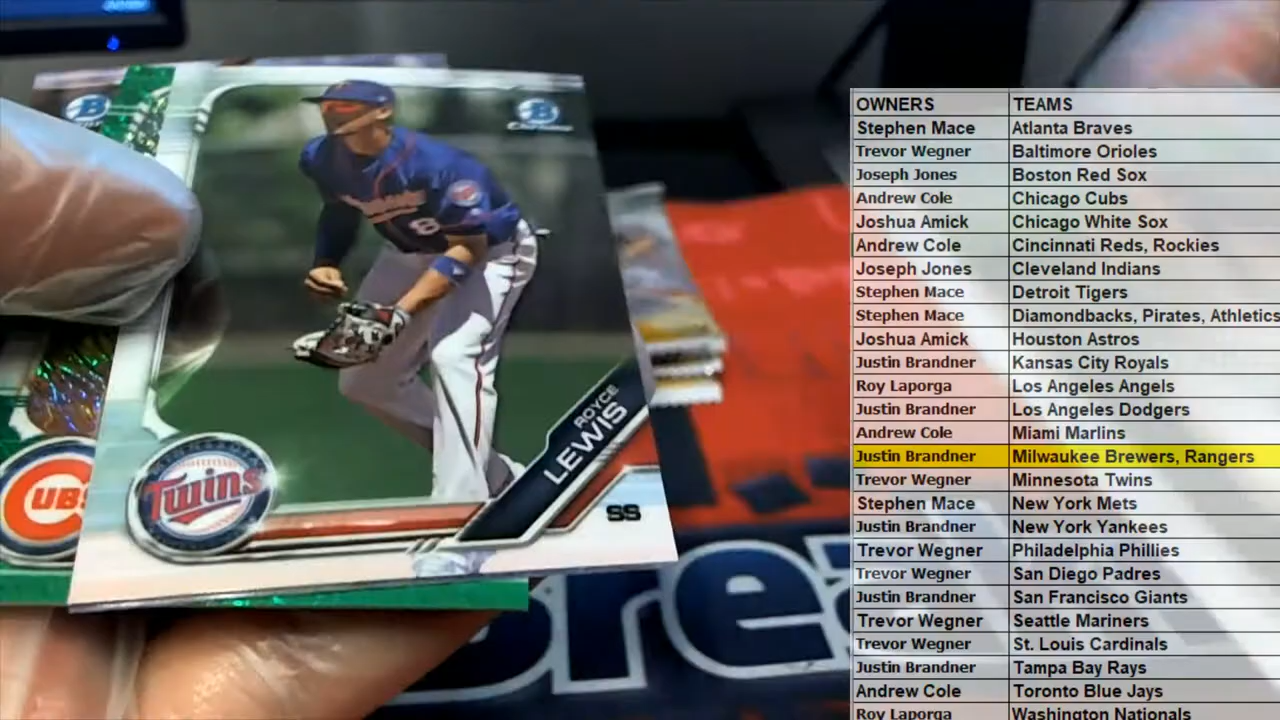 B
B
8
ROYCE
LEWIS
Twins
SS
UBS
Brea
OWNERS TEAMS
Stephen Mace Atlanta Braves
Trevor Wegner Baltimore Orioles
Joseph Jones Boston Red Sox
Andrew Cole Chicago Cubs
Joshua Amick Chicago White Sox
Andrew Cole Cincinnati Reds, Rockies
Joseph Jones Cleveland Indians
Stephen Mace Detroit Tigers
Stephen Mace Diamondbacks, Pirates, Athletics
Joshua Amick Houston Astros
Justin Brandner Kansas City Royals
Roy Laporga Los Angeles Angels
Justin Brandner Los Angeles Dodgers
Andrew Cole Miami Marlins
Justin Brandner Milwaukee Brewers, Rangers
Trevor Wegner Minnesota Twins
Stephen Mace New York Mets
Justin Brandner New York Yankees
Trevor Wegner Philadelphia Phillies
Trevor Wegner San Diego Padres
Justin Brandner San Francisco Giants
Trevor Wegner Seattle Mariners
Trevor Wegner St. Louis Cardinals
Justin Brandner Tampa Bay Rays
Andrew Cole Toronto Blue Jays
Roy Laporga Washington Nationals